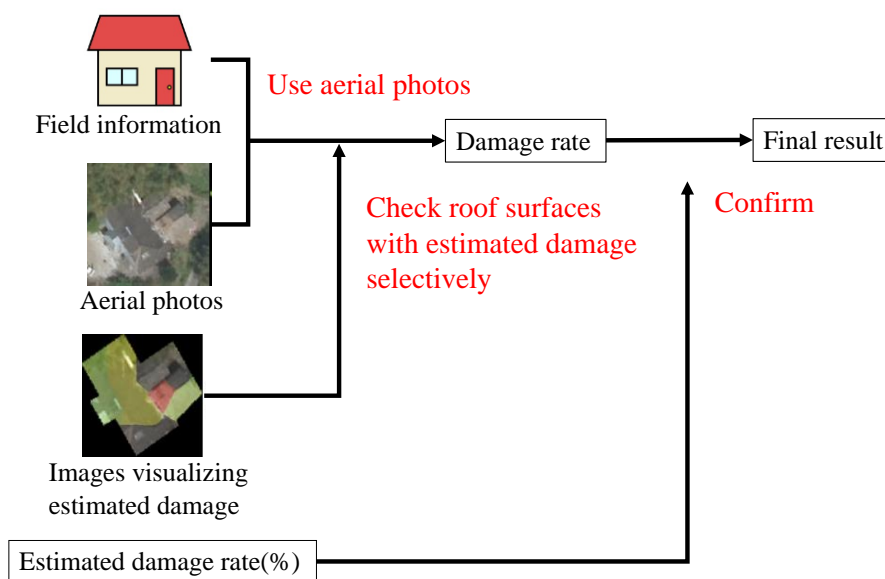 Use aerial photos
Field information
Damage rate
Final result
Check roof surfaces
with estimated damage
selectively
Confirm
Aerial photos
Images visualizing
estimated damage
Estimated damage rate(%)